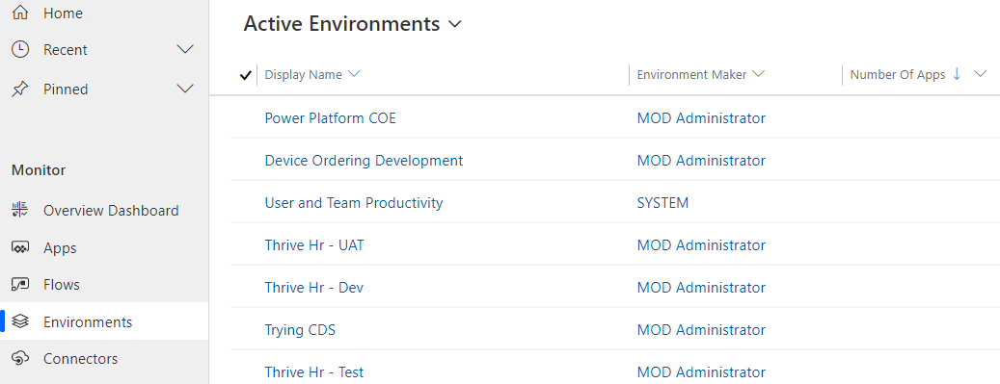 Home
Recent
Pinned
Monitor
Overview Dashboard
Apps
Flows
Environments
Connectors
Active Environments
Display Name Environment Maker Number Of Apps
Power Platform COE MOD Administrator
Device Ordering Development MOD Administrator
User and Team Productivity SYSTEM
Thrive Hr - UAT MOD Administrator
Thrive Hr - Dev MOD Administrator
Trying CDS MOD Administrator
Thrive Hr - Test MOD Administrator